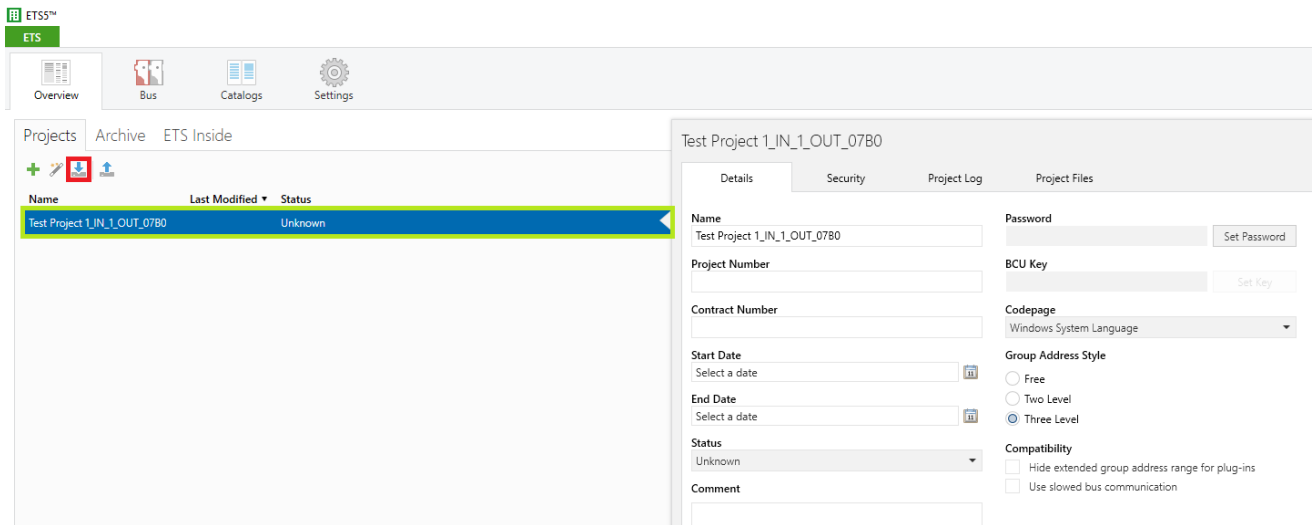 ETS5™
ETS
Overview
Bus
Catalogs
Settings
Projects
Archive
ETS Inside
Name
Last Modified
Status
Test Project 1_IN_1_OUT_07B0
Unknown
Test Project 1_IN_1_OUT_07B0
Details
Security
Project Log
Project Files
Name
Test Project 1_IN_1_OUT_07B0
Project Number
Contract Number
Start Date
Select a date
11
End Date
Select a date
11
Status
Unknown
Comment
Password
Set Password
BCU Key
Set Key
Codepage
Windows System Language
Group Address Style
Free
Two Level
Three Level
Compatibility
Hide extended group address range for plug-ins
Use slowed bus communication